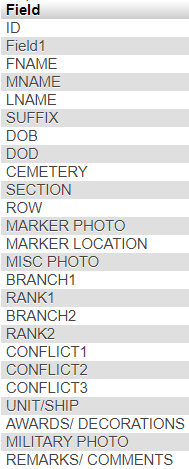 Field
ID
Field1
FNAME
MNAME
LNAME
SUFFIX
DOB
DOD
CEMETERY
SECTION
ROW
MARKER PHOTO
MARKER LOCATION
MISC PHOTO
BRANCH1
RANK1
BRANCH2
RANK2
CONFLICT1
CONFLICT2
CONFLICT3
UNIT/SHIP
AWARDS/ DECORATIONS
MILITARY PHOTO
REMARKS/ COMMENTS